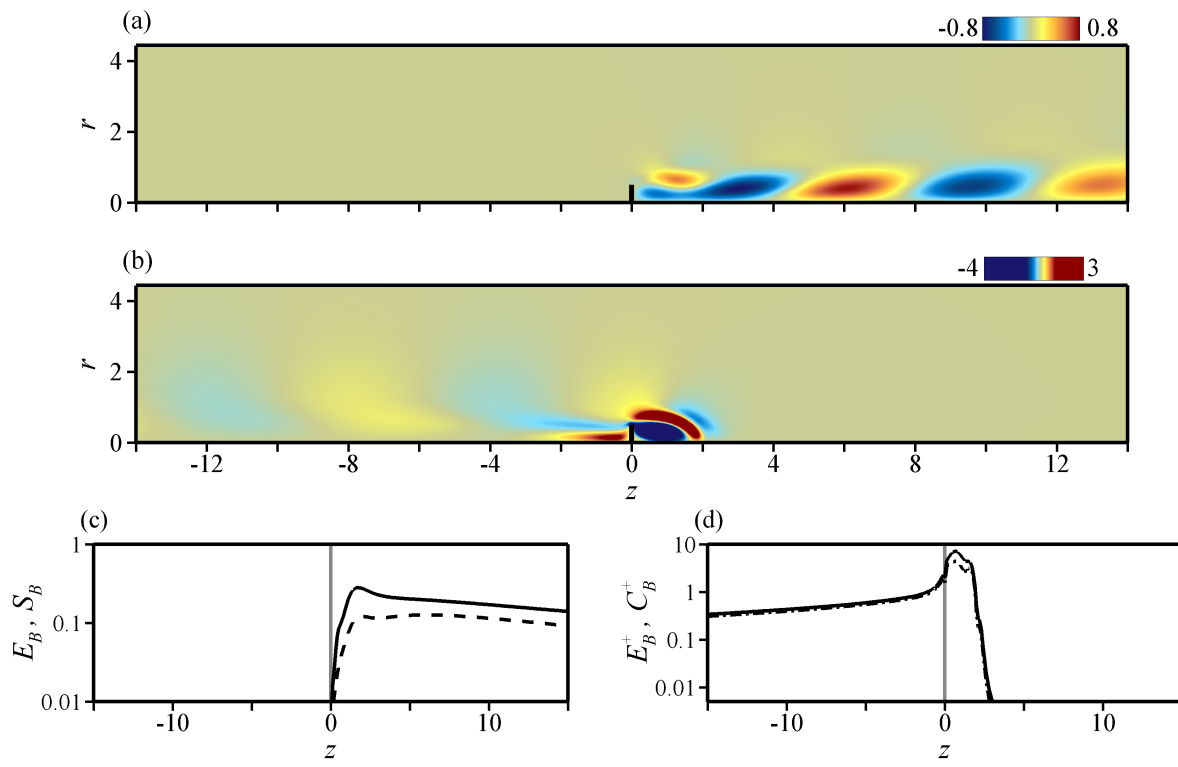 (a)
-0.8 0.8
4
r
2
0
(b)
-4 3
4
r
2
0
-12 -8 -4 0 4 8 12
z
(c) (d)
1 10
E_B, S_B 0.1 E_B^+, C_B^+ 1
0.1
0.01 0.01
-10 0 10 -10 0 10
z z